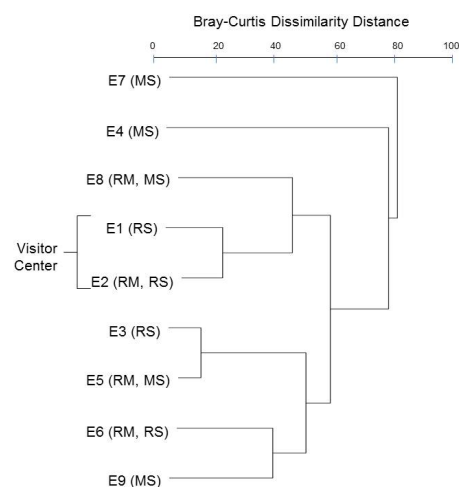 Bray-Curtis Dissimilarity Distance
0 20 40 60 80 100
E7 (MS)
E4 (MS)
E8 (RM, MS)
E1 (RS)
Visitor
Center
E2 (RM, RS)
E3 (RS)
E5 (RM, MS)
E6 (RM, RS)
E9 (MS)